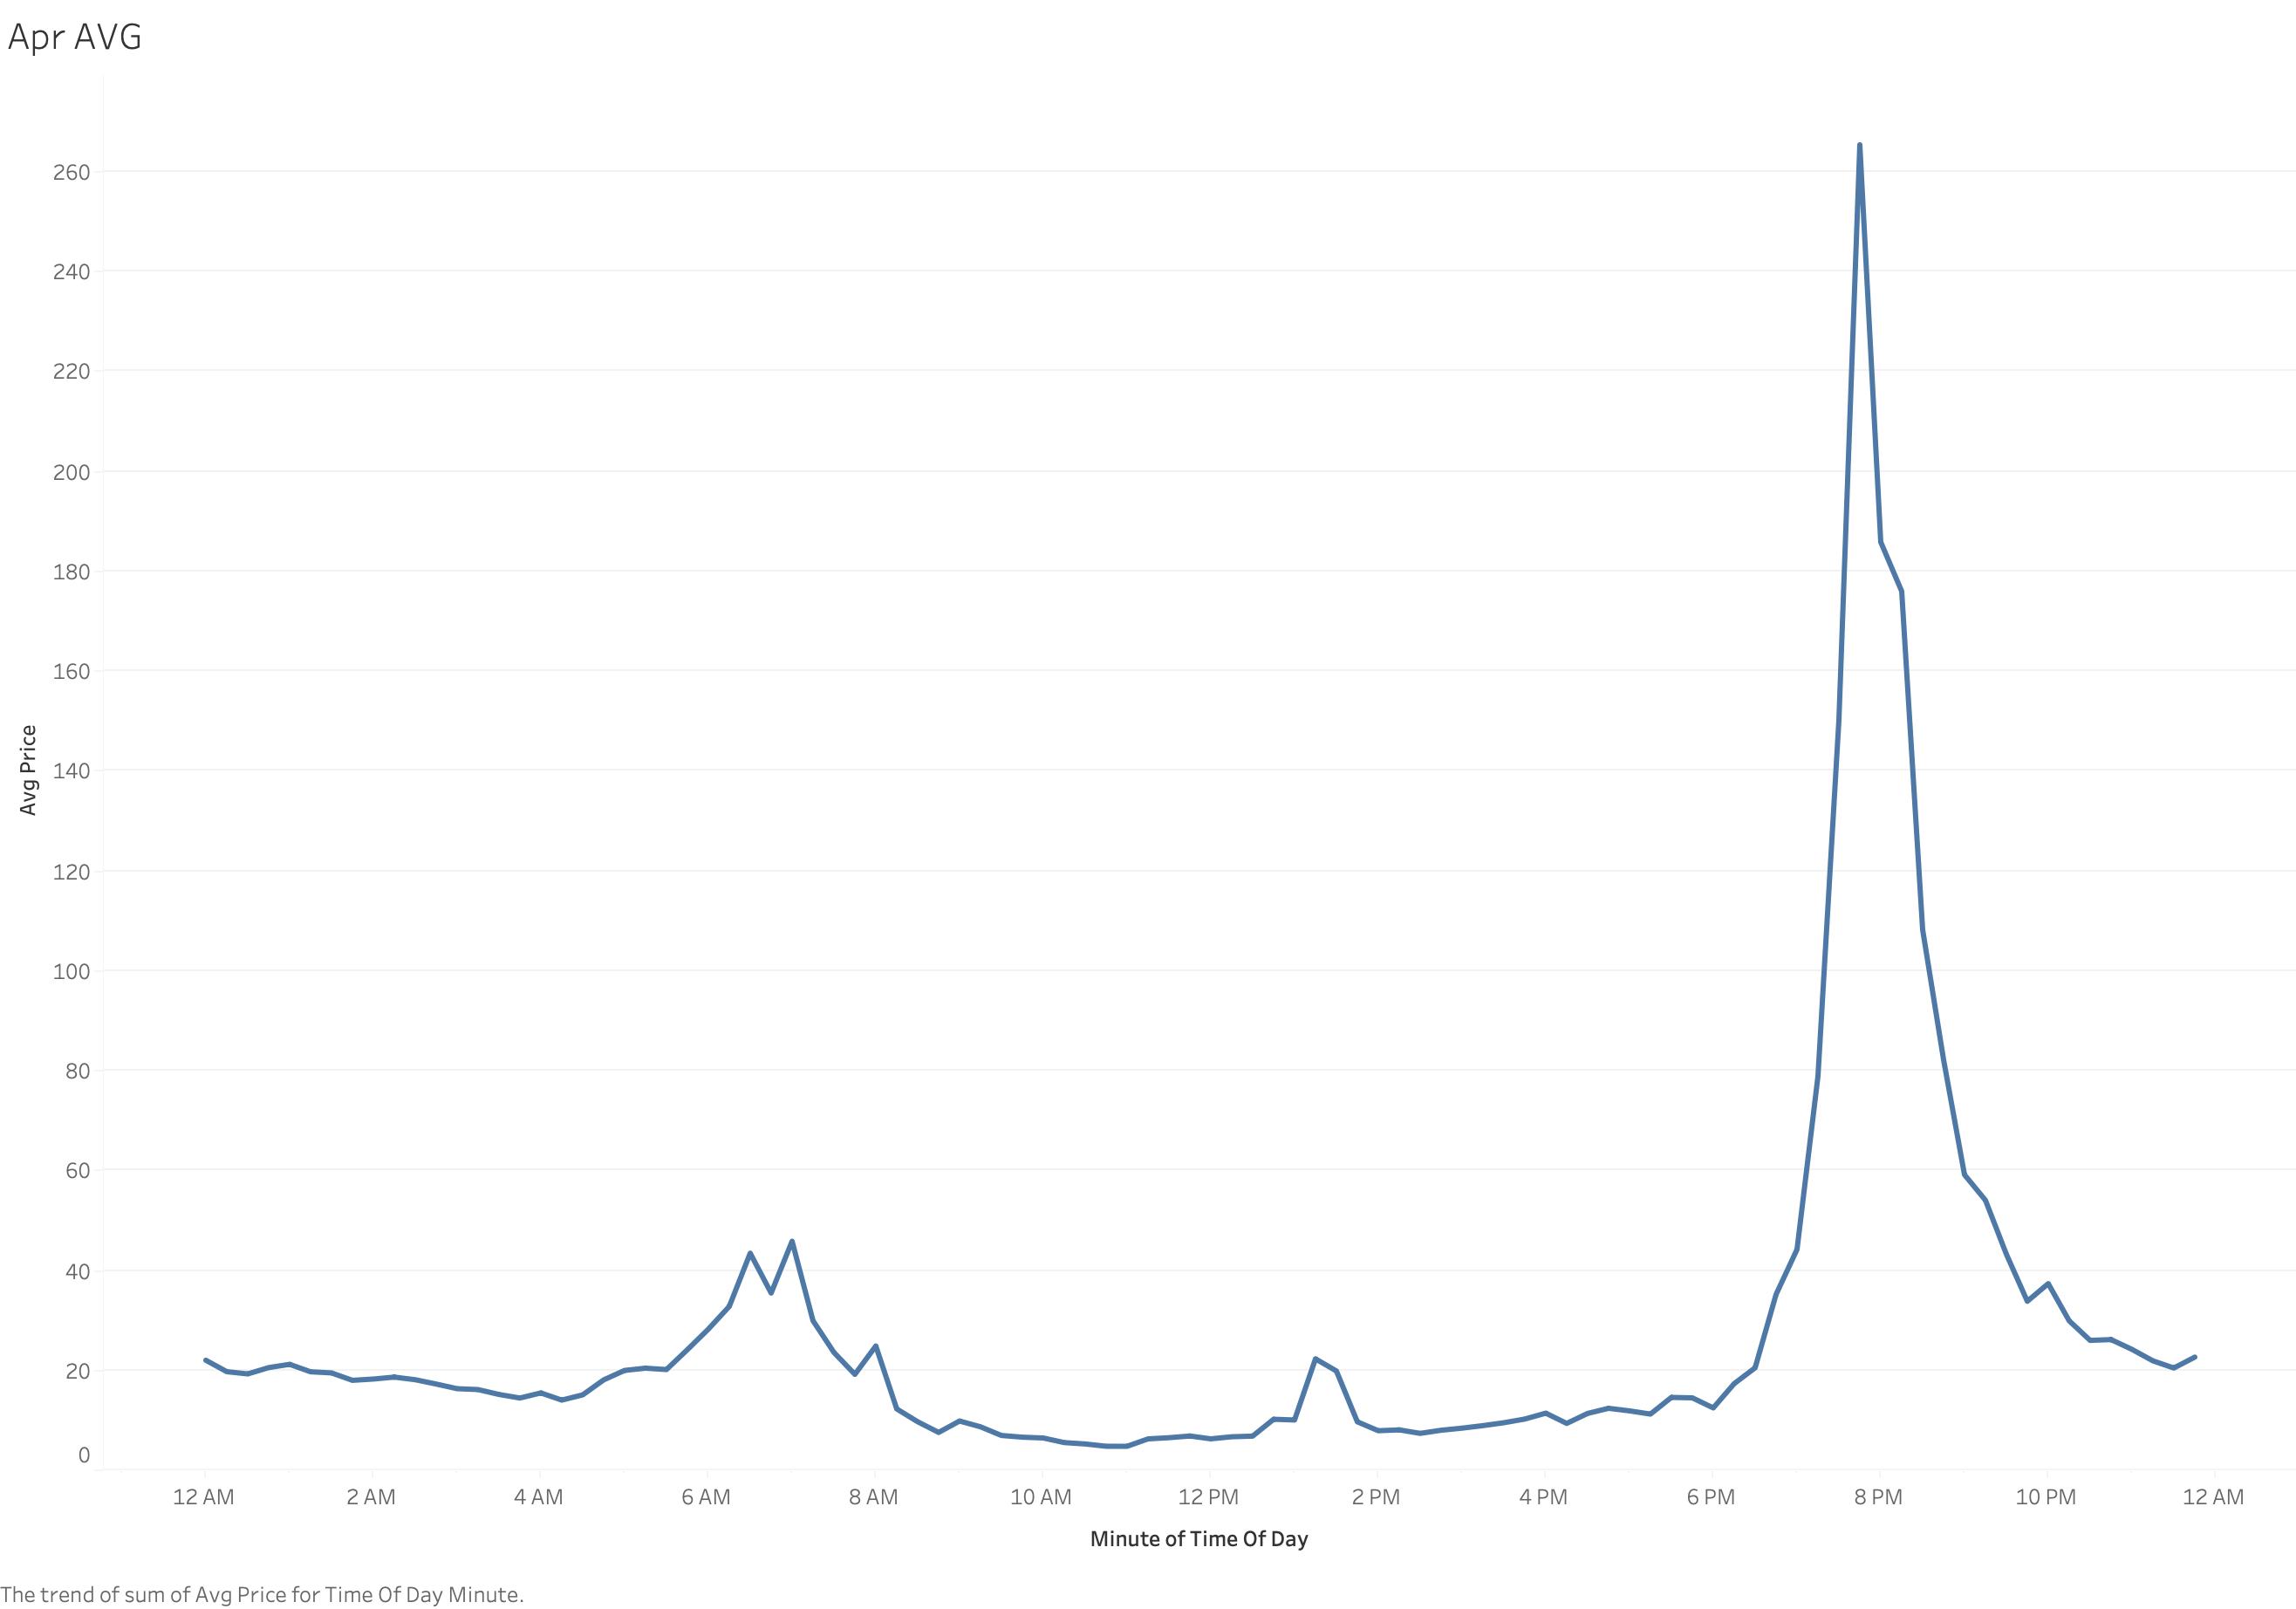 Apr AVG
260
240
220
200
180
160
140
120
100
80
60
40
20
0
Avg Price
12 AM 2 AM 4 AM 6 AM 8 AM 10 AM 12 PM 2 PM 4 PM 6 PM 8 PM 10 PM 12 AM
Minute of Time Of Day
The trend of sum of Avg Price for Time Of Day Minute.